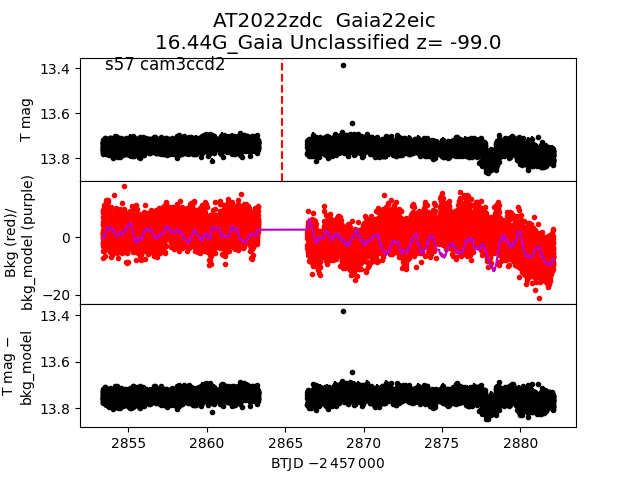 AT2022zdc  Gaia22eic
16.44G_Gaia Unclassified z= -99.0
s57 cam3ccd2
13.4
13.6
13.8
T mag
0
−20
Bkg (red)/
bkg_model (purple)
13.4
13.6
13.8
T mag −
bkg_model
2855 2860 2865 2870 2875 2880
BTJD −2 457 000